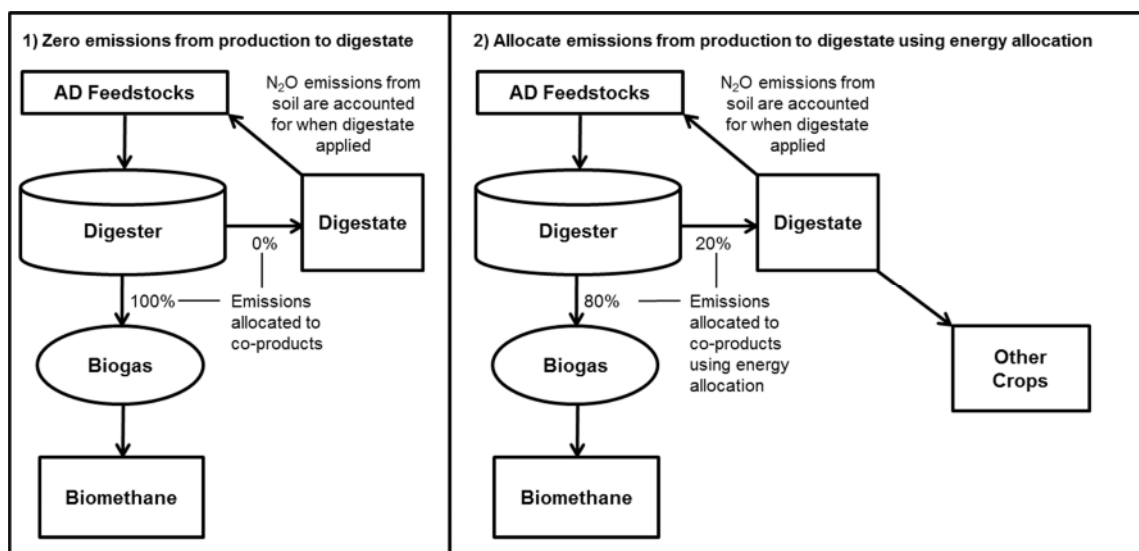 1) Zero emissions from production to digestate
AD Feedstocks
N₂O emissions from
soil are accounted
for when digestate
applied
Digester
0%
Digestate
100%
Emissions
allocated to
co-products
Biogas
Biomethane
2) Allocate emissions from production to digestate using energy allocation
AD Feedstocks
N₂O emissions from
soil are accounted
for when digestate
applied
Digester
20%
Digestate
80%
Emissions
allocated to
co-products
using energy
allocation
Biogas
Other
Crops
Biomethane